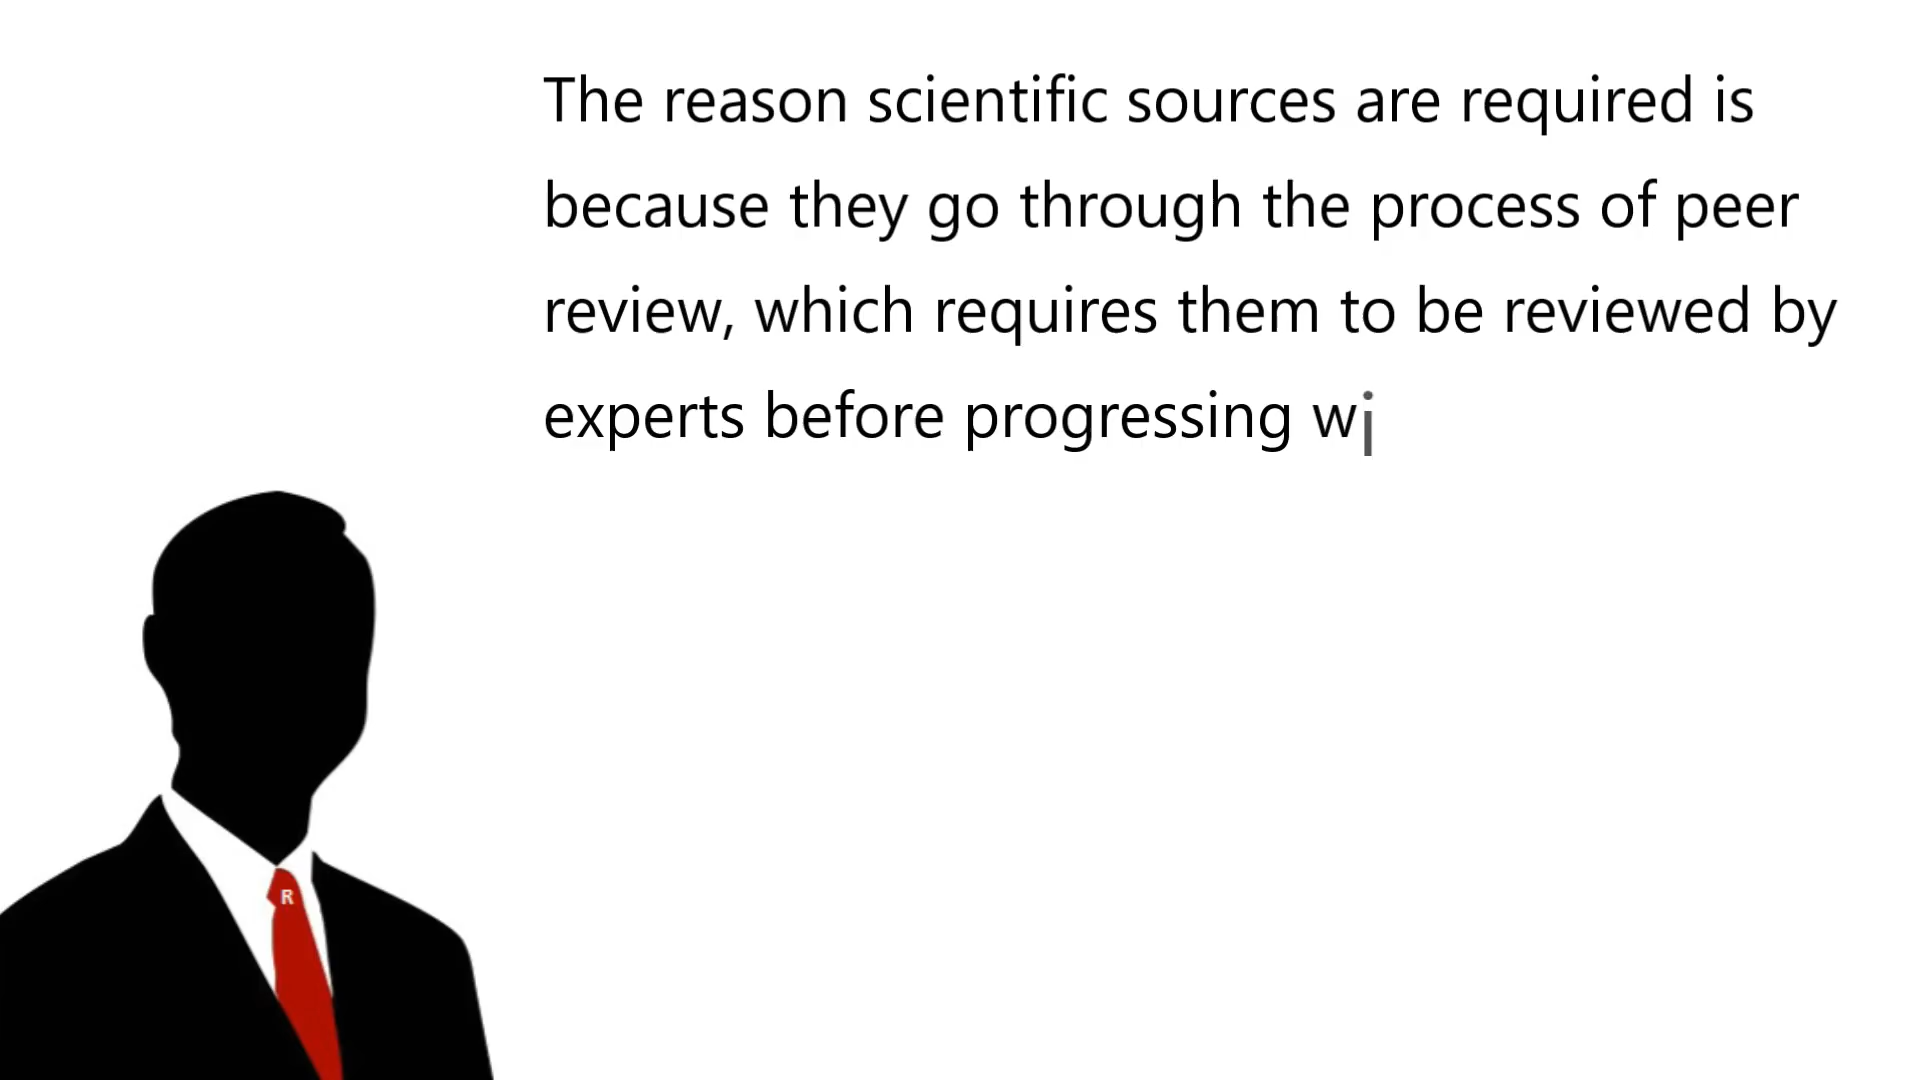 The reason scientific sources are required is
because they go through the process of peer
review, which requires them to be reviewed by
experts before progressing wi
R